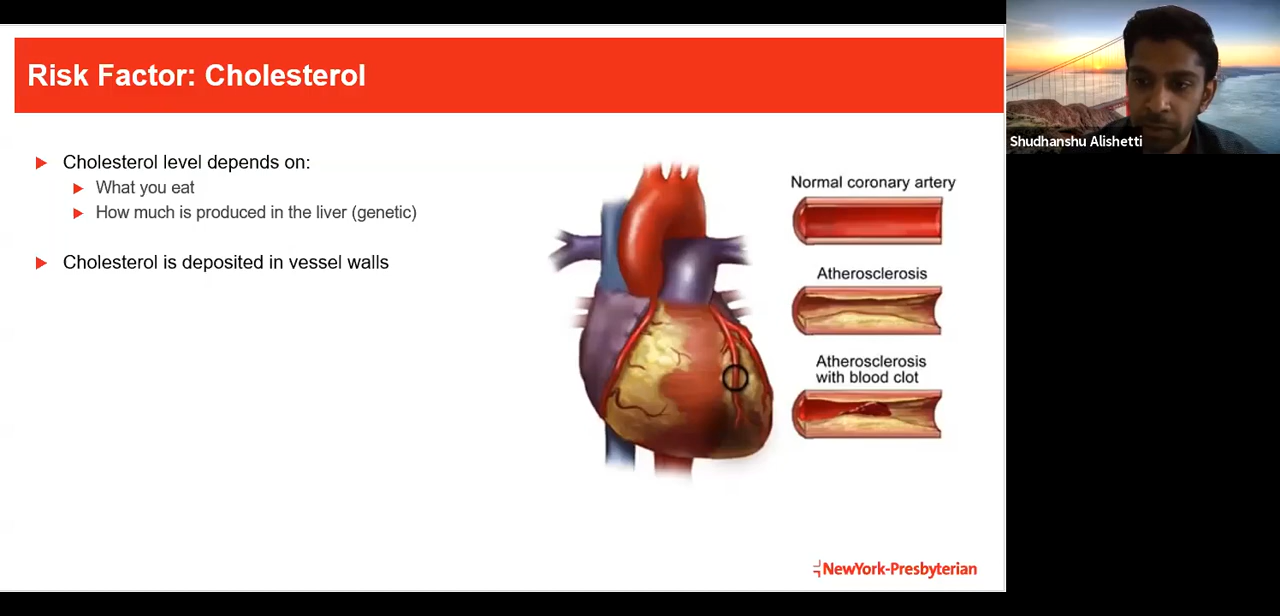 Risk Factor: Cholesterol
Cholesterol level depends on:
What you eat
How much is produced in the liver (genetic)
Cholesterol is deposited in vessel walls
Normal coronary artery
Atherosclerosis
Atherosclerosis
with blood clot
NewYork-Presbyterian
Shudhanshu Alishetti